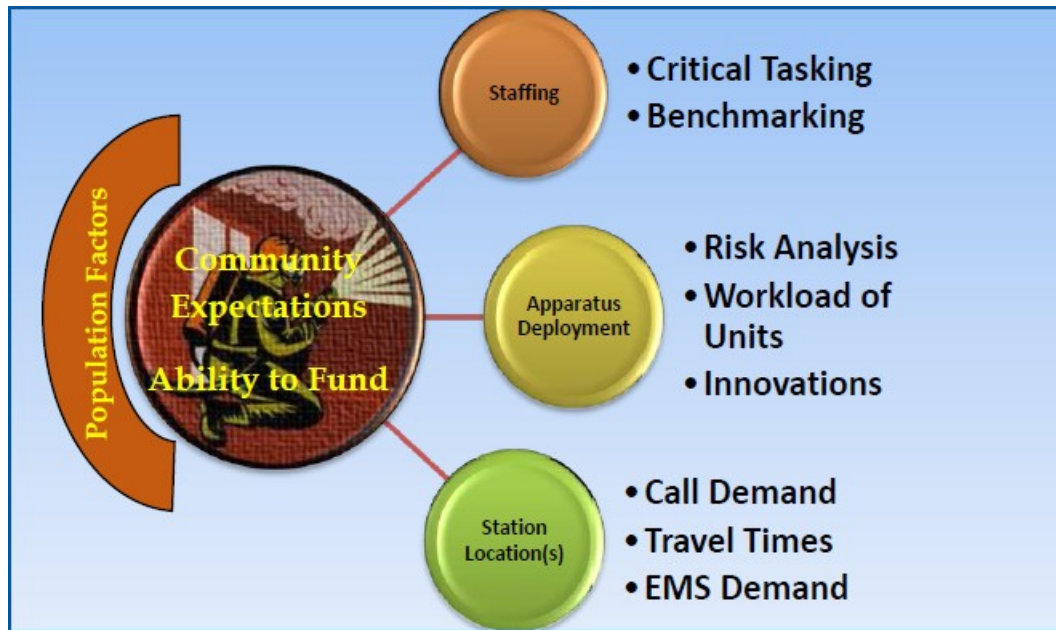 Population Factors
Community
Expectations
Ability to Fund
Staffing
• Critical Tasking
• Benchmarking
Apparatus
Deployment
• Risk Analysis
• Workload of
Units
• Innovations
Station
Location(s)
• Call Demand
• Travel Times
• EMS Demand